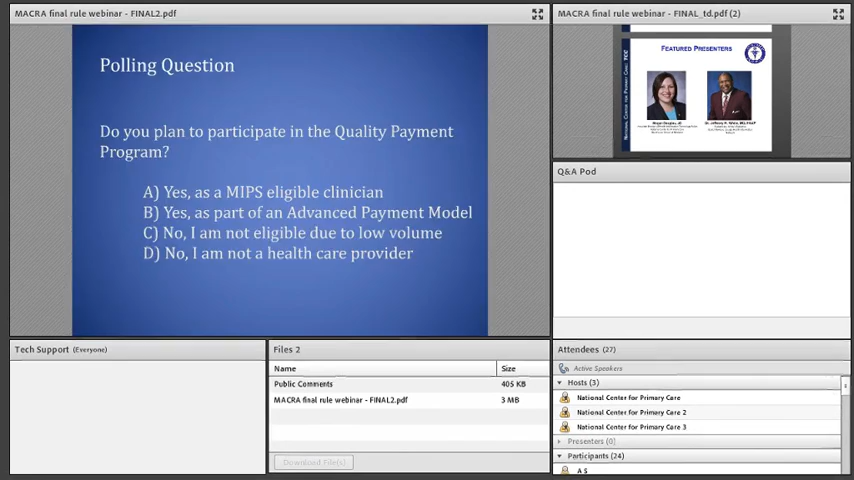 MACRA final rule webinar - FINAL2.pdf
Polling Question
Do you plan to participate in the Quality Payment
Program?
A) Yes, as a MIPS eligible clinician
B) Yes, as part of an Advanced Payment Model
C) No, I am not eligible due to low volume
D) No, I am not a health care provider
MACRA final rule webinar - FINAL_td.pdf (2)
FEATURED PRESENTERS
NATIONAL CENTER FOR PRIMARY CARE
Q&A Pod
Tech Support (Everyone)
Files 2
Name
Size
Public Comments
405 KB
MACRA final rule webinar - FINAL2.pdf
3 MB
Download File(s)
Attendees (27)
Active Speakers
Hosts (3)
National Center for Primary Care
National Center for Primary Care 2
National Center for Primary Care 3
Presenters (0)
Participants (24)
A S